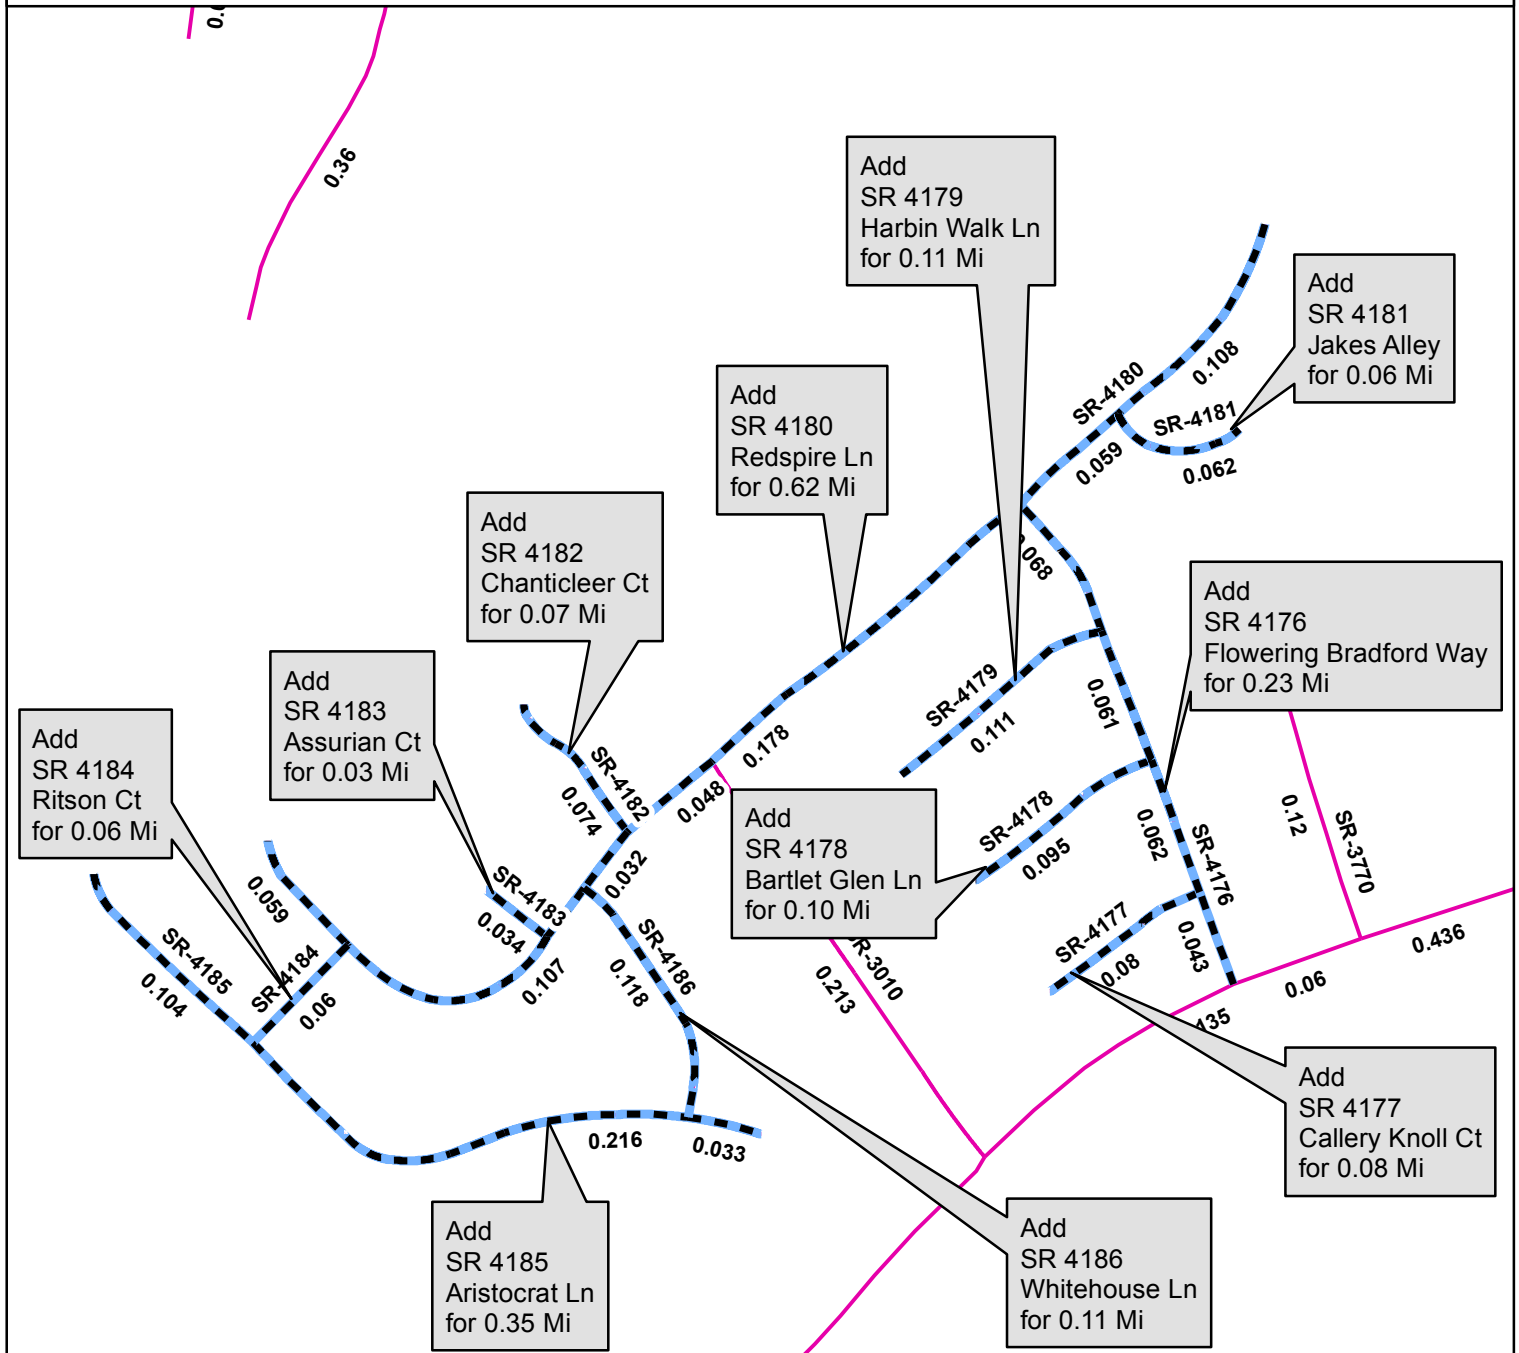 0.36
Add
SR 4179
Harbin Walk Ln
for 0.11 Mi
Add
SR 4181
Jakes Alley
for 0.06 Mi
SR-4180
0.108
SR-4181
0.059
0.062
Add
SR 4180
Redspire Ln
for 0.62 Mi
Add
SR 4182
Chanticleer Ct
for 0.07 Mi
.068
Add
SR 4176
Flowering Bradford Way
for 0.23 Mi
Add
SR 4183
Assurian Ct
for 0.03 Mi
Add
SR 4184
Ritson Ct
for 0.06 Mi
SR-4179
0.111
0.061
0.178
0.048
SR-4182
0.074
0.032
Add
SR 4178
Bartlet Glen Ln
for 0.10 Mi
SR-4178
0.095
0.062
SR-4176
0.12
SR-3770
SR-4183
0.034
0.059
SR-4184
0.06
SR-4185
0.104
0.107
SR-4186
0.118
R-3010
0.213
SR-4177
0.08
0.043
0.436
0.06
435
0.216
0.033
Add
SR 4177
Callery Knoll Ct
for 0.08 Mi
Add
SR 4185
Aristocrat Ln
for 0.35 Mi
Add
SR 4186
Whitehouse Ln
for 0.11 Mi